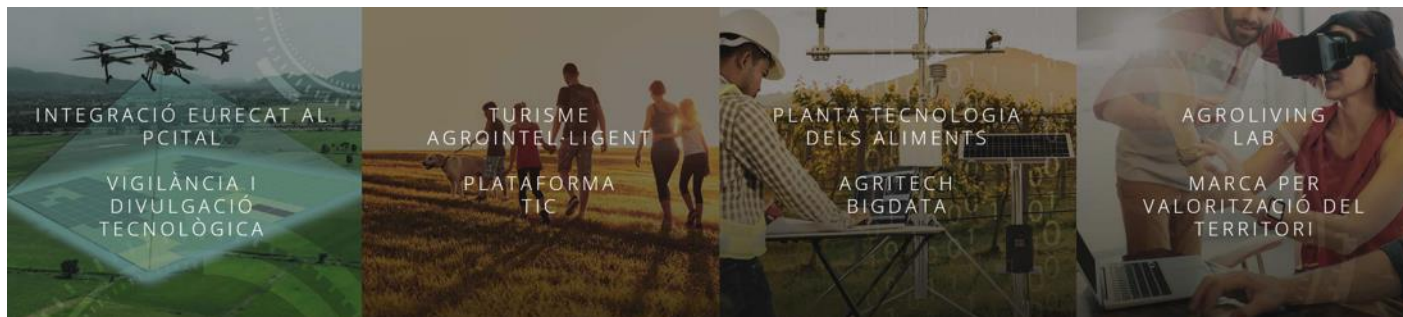 INTEGRACIÓ EURECAT AL
PCITAL
VIGILÀNCIA I
DIVULGACIÓ
TECNOLÒGICA
TURISME
AGROINTEL·LIGENT
PLATAFORMA
TIC
PLANTA TECNOLOGIA
DELS ALIMENTS
AGRITECH
BIGDATA
AGROLIVING
LAB
MARCA PER
VALORITZACIÓ DEL
TERRITORI